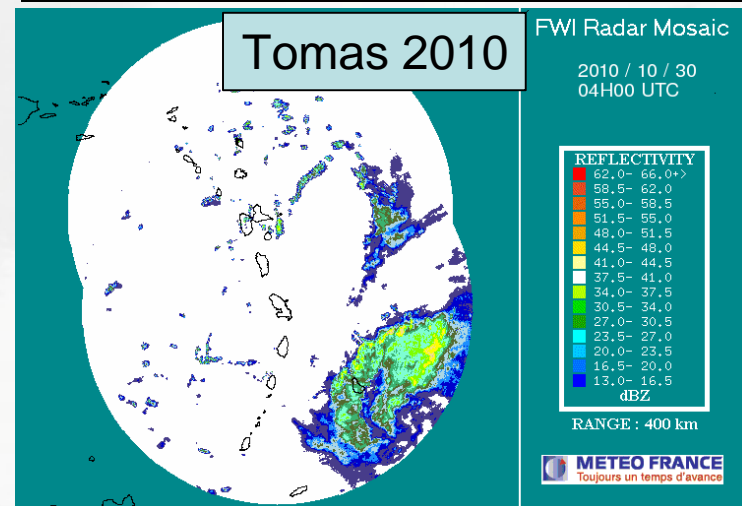 Tomas 2010
FWI Radar Mosaic
2010 / 10 / 30
04H00 UTC
REFLECTIVITY
62.0- 66.0+>
58.5- 62.0
55.0- 58.5
51.5- 55.0
48.0- 51.5
44.5- 48.0
41.0- 44.5
37.5- 41.0
34.0- 37.5
30.5- 34.0
27.0- 30.5
23.5- 27.0
20.0- 23.5
16.5- 20.0
13.0- 16.5
dBZ
RANGE : 400 km
METEO FRANCE
Toujours un temps d'avance